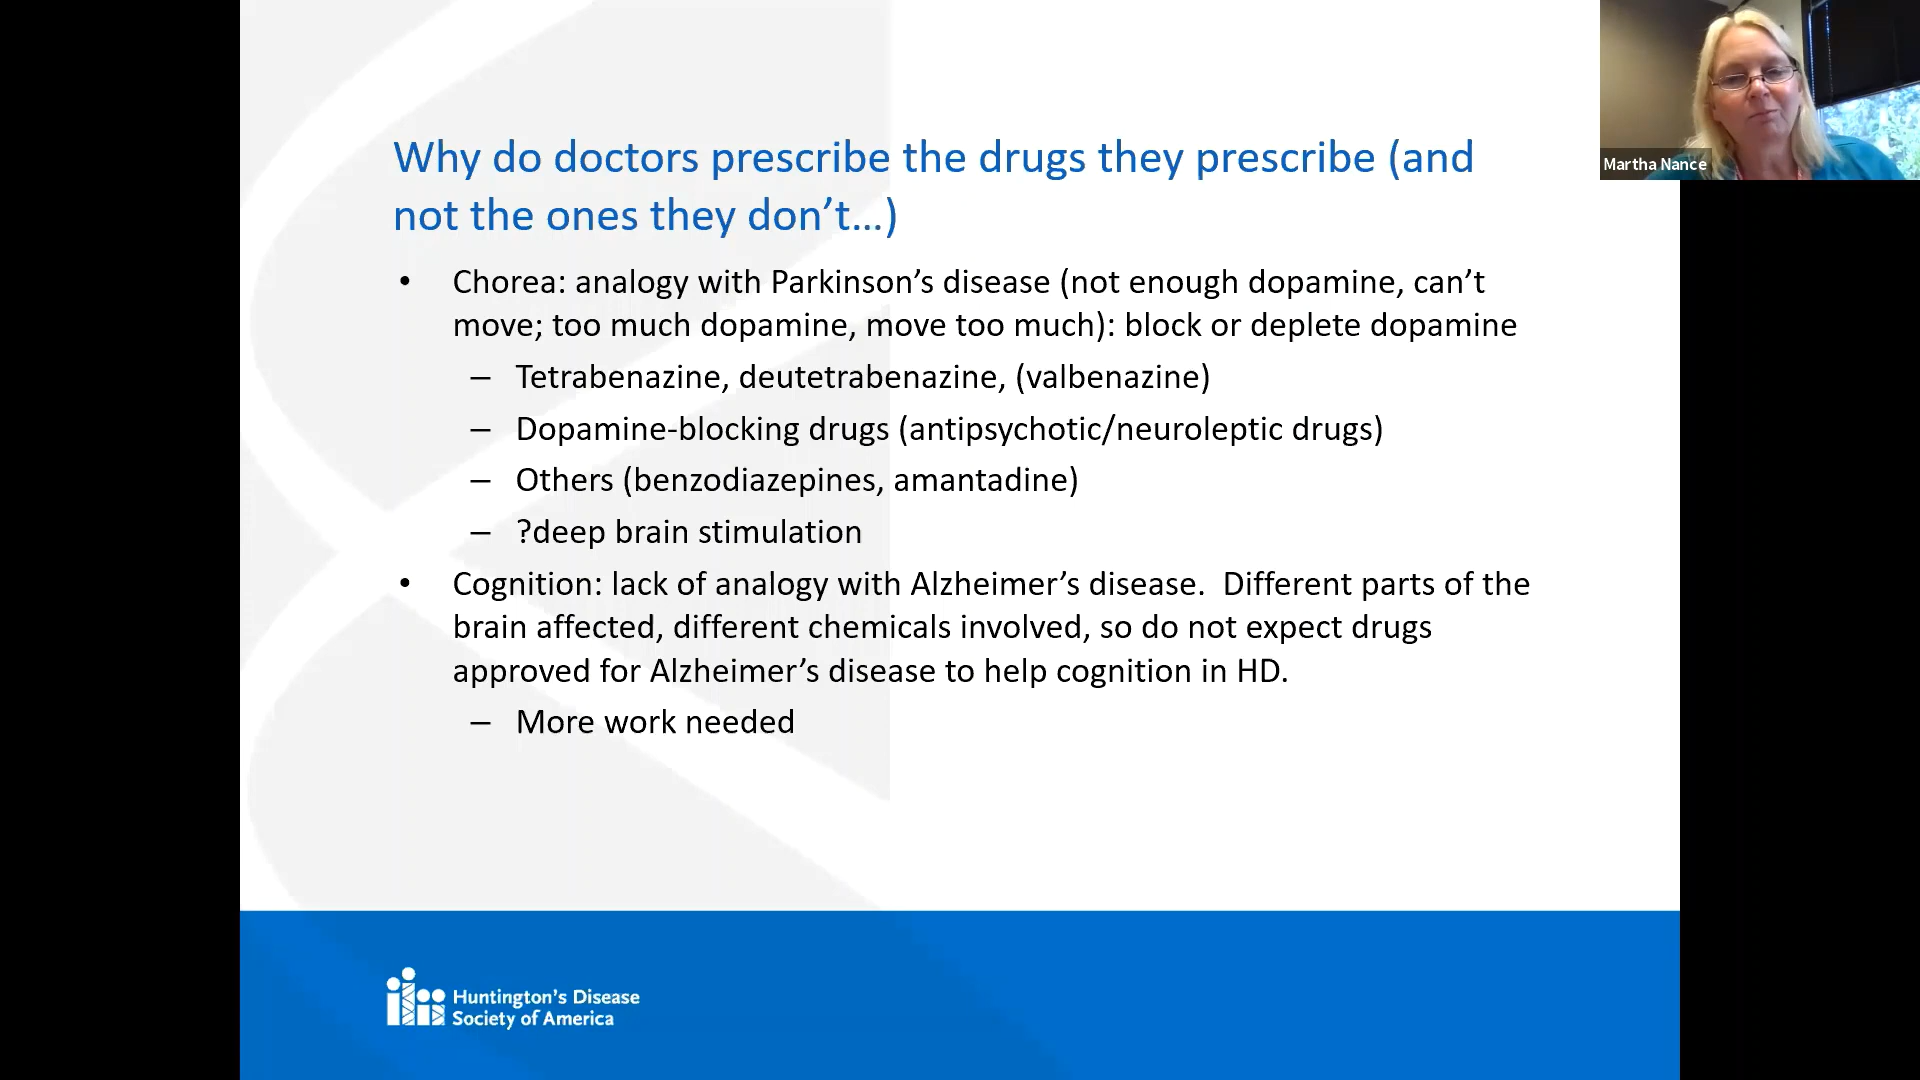 Why do doctors prescribe the drugs they prescribe (and
not the ones they don’t…)
• Chorea: analogy with Parkinson’s disease (not enough dopamine, can’t
move; too much dopamine, move too much): block or deplete dopamine
– Tetrabenazine, deutetrabenazine, (valbenazine)
– Dopamine-blocking drugs (antipsychotic/neuroleptic drugs)
– Others (benzodiazepines, amantadine)
– ?deep brain stimulation
• Cognition: lack of analogy with Alzheimer’s disease.  Different parts of the
brain affected, different chemicals involved, so do not expect drugs
approved for Alzheimer’s disease to help cognition in HD.
– More work needed
Huntington’s Disease
Society of America
Martha Nance